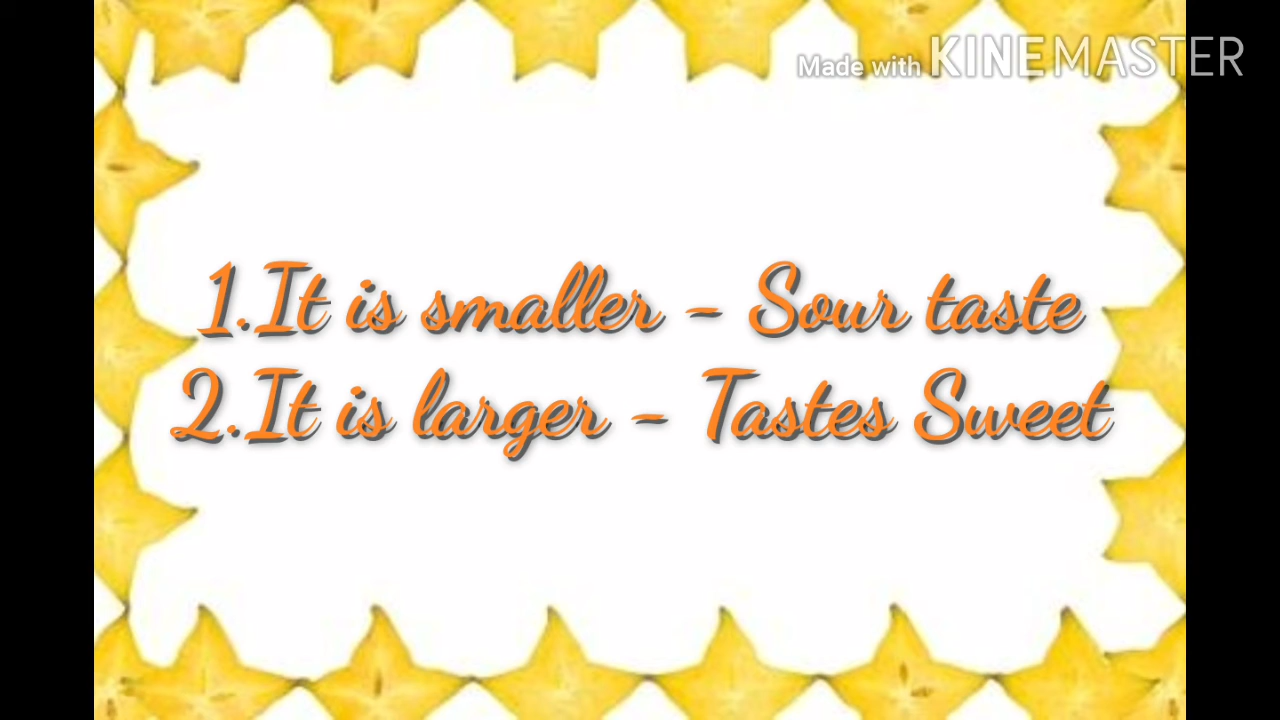 Made with KINEMASTER
1.It is smaller - Sour taste
2.It is larger - Tastes Sweet